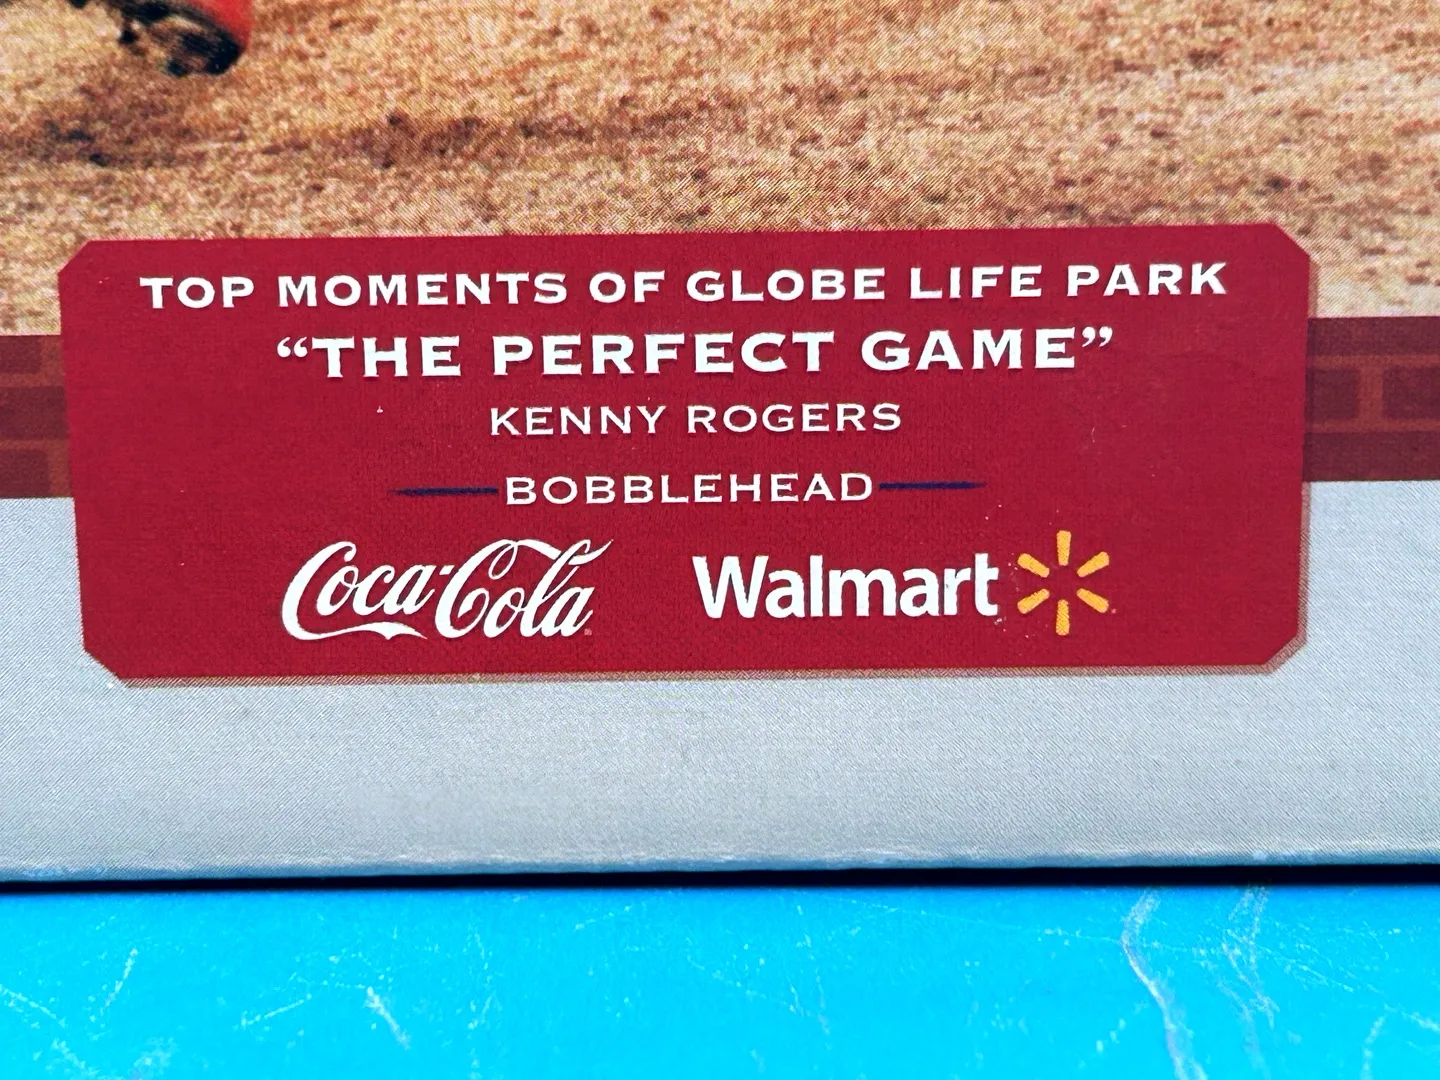 TOP MOMENTS OF GLOBE LIFE PARK
“THE PERFECT GAME”
KENNY ROGERS
BOBBLEHEAD
Coca-Cola Walmart